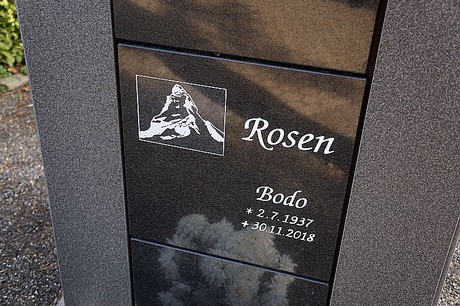 Rosen
Bodo
* 2.7.1937
+ 30.11.2018